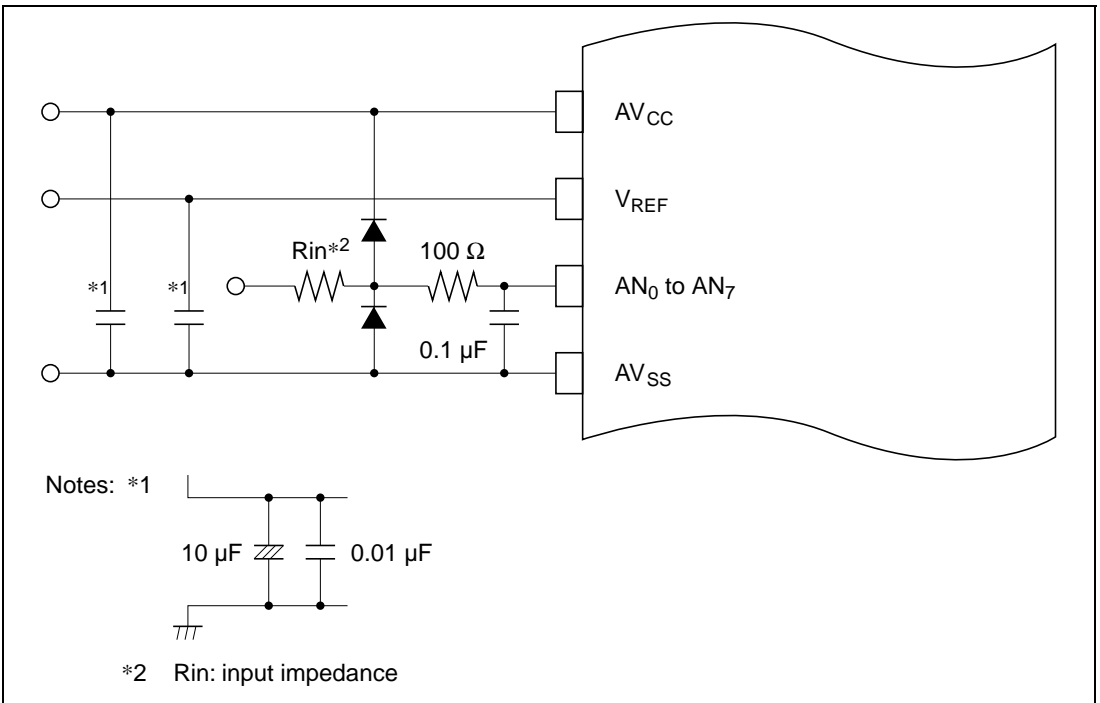 AVCC
VREF
Rin*2
100 Ω
*1
*1
AN0 to AN7
0.1 µF
AVSS
Notes: *1
10 µF
0.01 µF
*2 Rin: input impedance